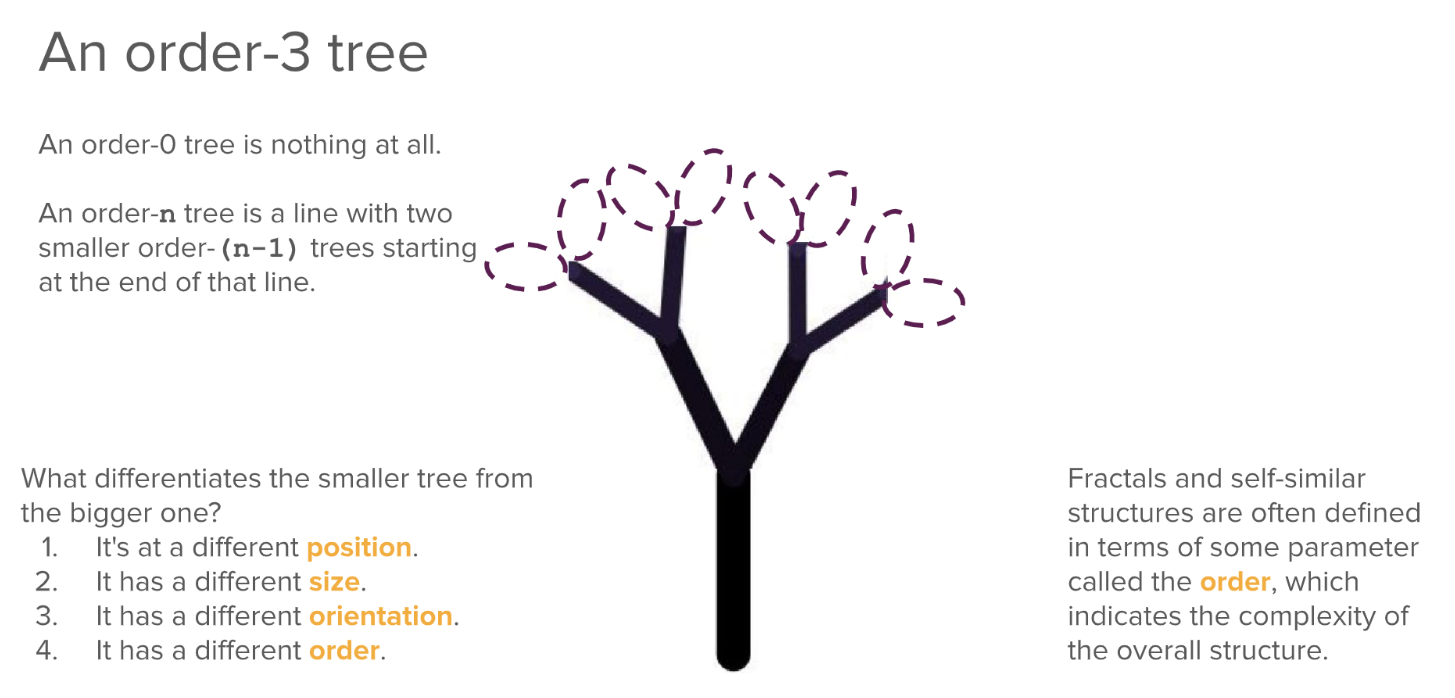 An order-3 tree
An order-0 tree is nothing at all.
An order-n tree is a line with two
smaller order-(n-1) trees starting
at the end of that line.
What differentiates the smaller tree from
the bigger one?
1. It's at a different position.
2. It has a different size.
3. It has a different orientation.
4. It has a different order.
Fractals and self-similar
structures are often defined
in terms of some parameter
called the order, which
indicates the complexity of
the overall structure.